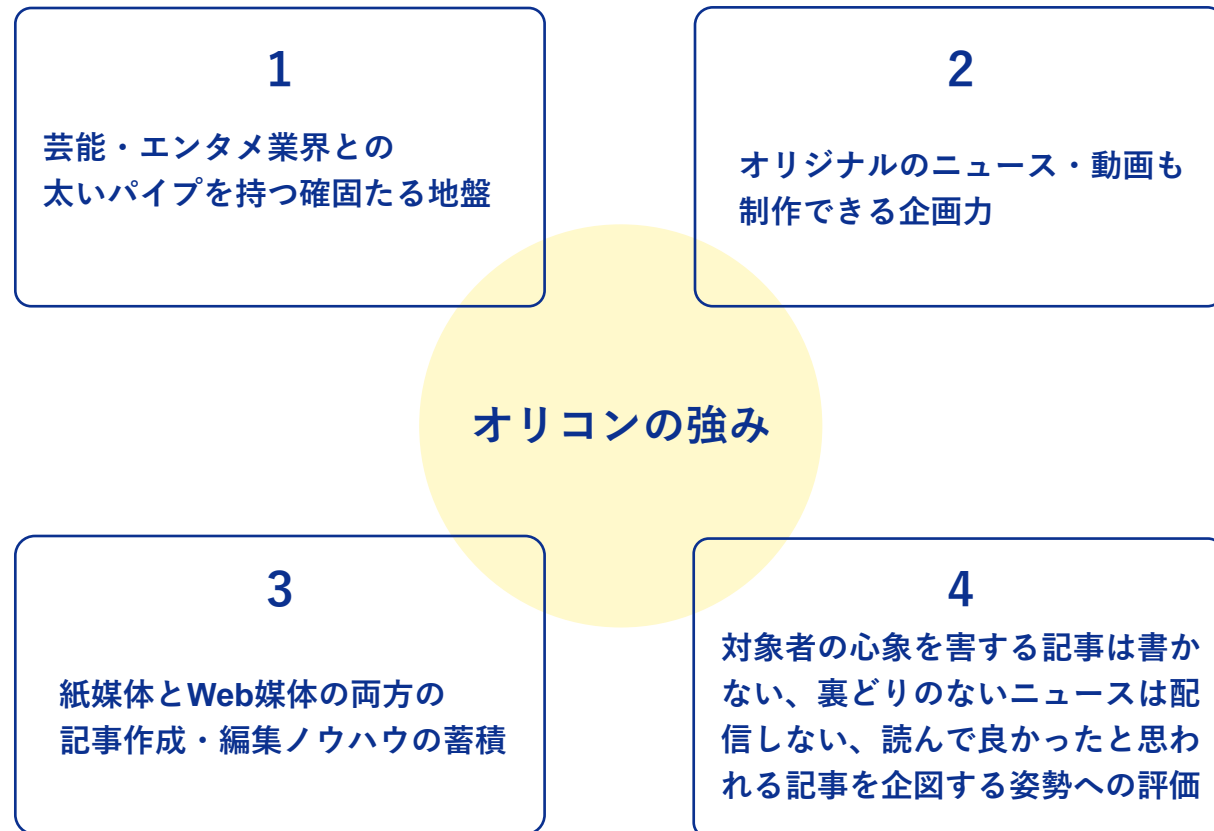 1
芸能・エンタメ業界との
太いパイプを持つ確固たる地盤
2
オリジナルのニュース・動画も
制作できる企画力
オリコンの強み
3
紙媒体とWeb媒体の両方の
記事作成・編集ノウハウの蓄積
4
対象者の心象を害する記事は書か
ない、裏どりのないニュースは配
信しない、読んで良かったと思わ
れる記事を企図する姿勢への評価